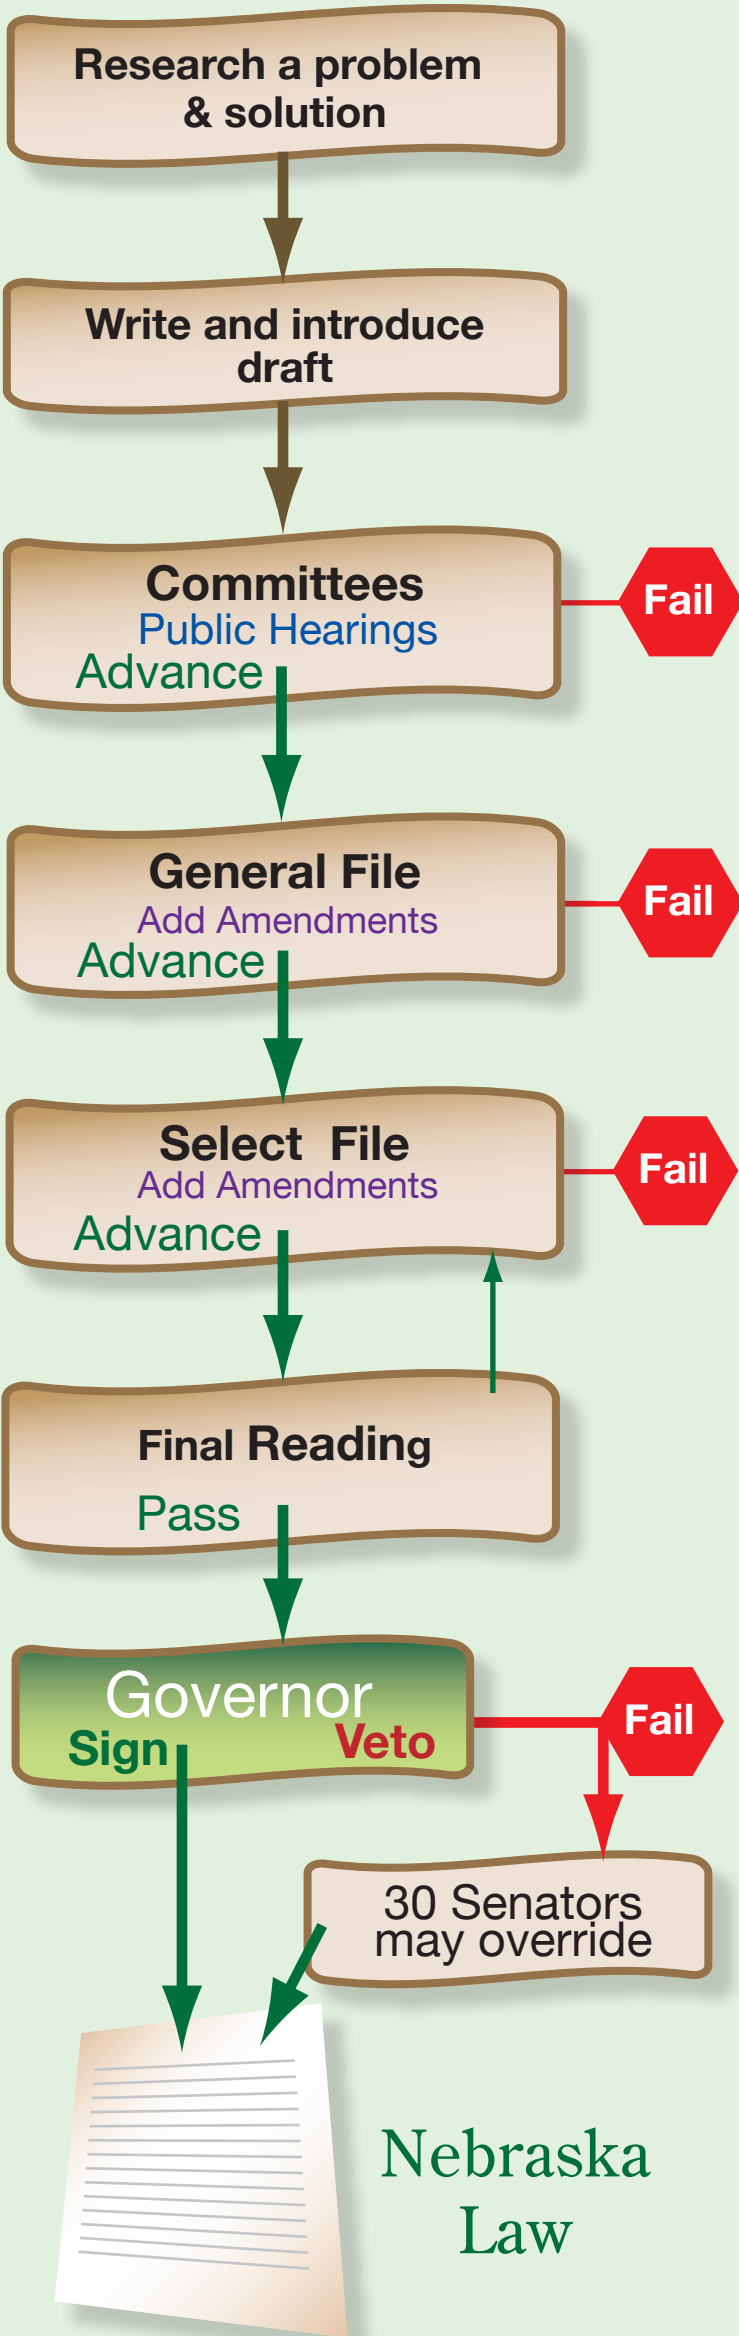 Research a problem
& solution
Write and introduce
draft
Committees
Public Hearings
Advance
Fail
General File
Add Amendments
Advance
Fail
Select File
Add Amendments
Advance
Fail
Final Reading
Pass
Governor
Sign
Veto
Fail
30 Senators
may override
Nebraska
Law